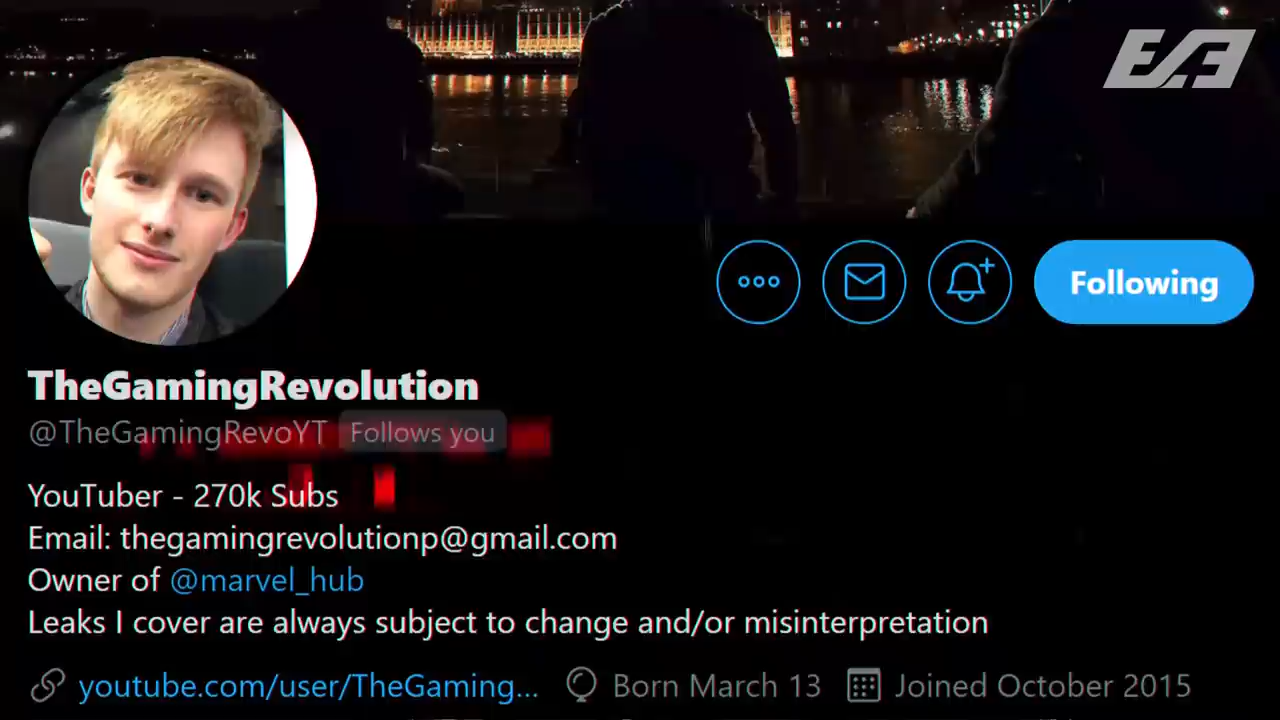 Following
TheGamingRevolution
@TheGamingRevoYT Follows you
YouTuber - 270k Subs
Email: thegamingrevolutionp@gmail.com
Owner of @marvel_hub
Leaks I cover are always subject to change and/or misinterpretation
youtube.com/user/TheGaming... Born March 13 Joined October 2015